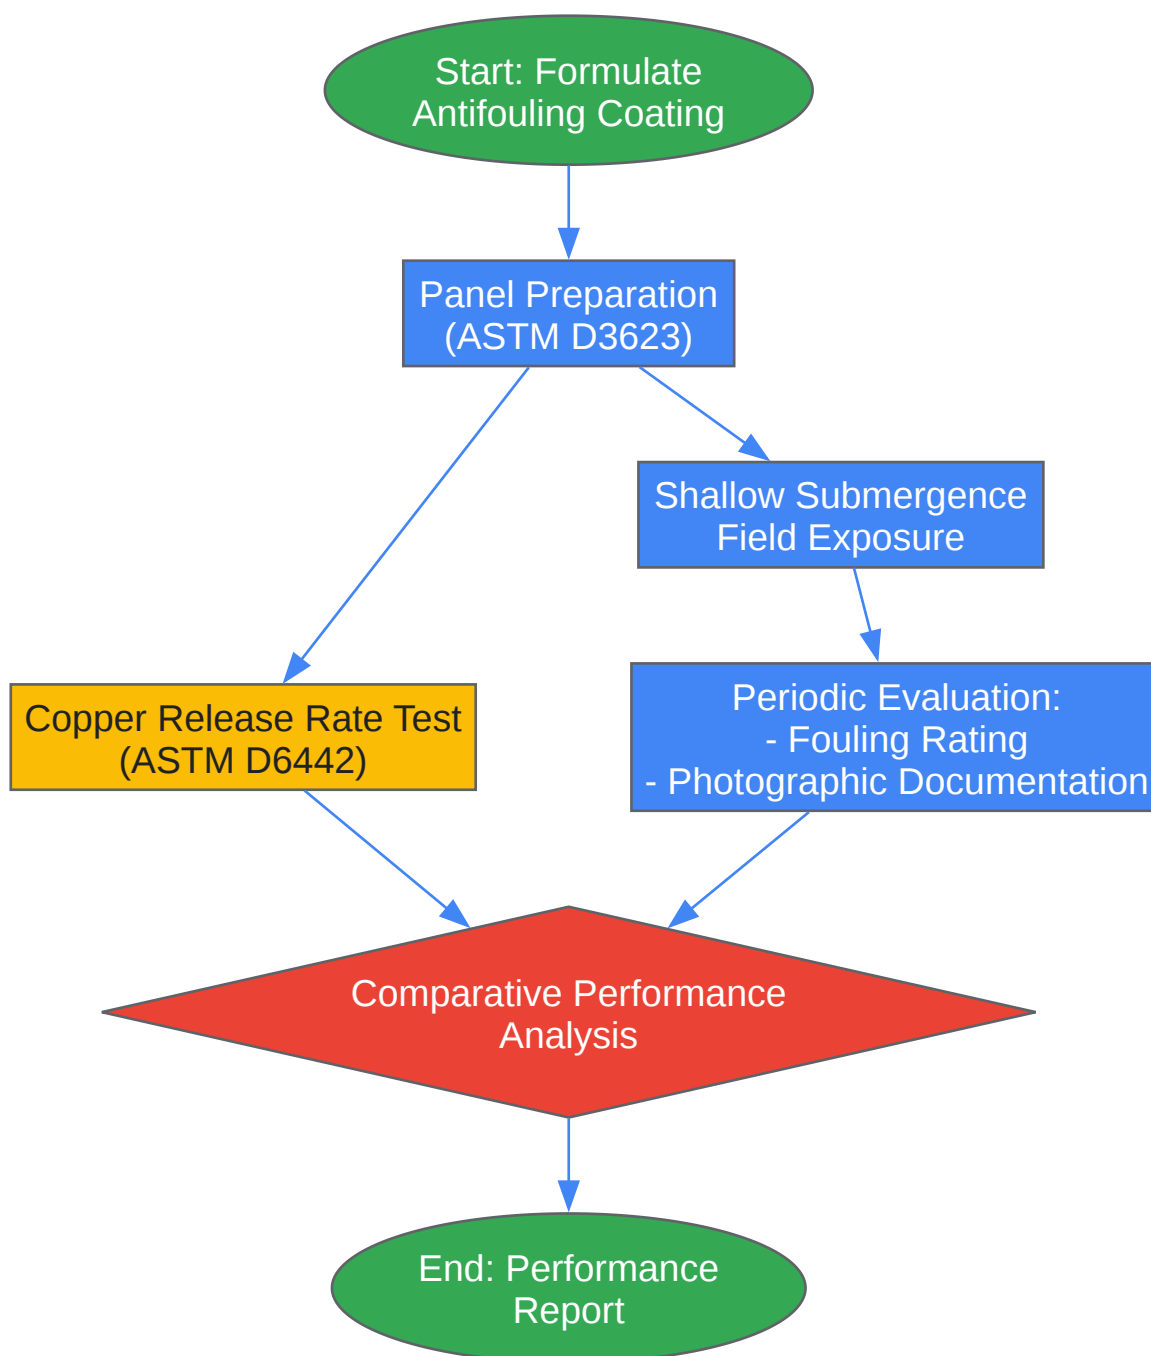 Start: Formulate
Antifouling Coating
Panel Preparation
(ASTM D3623)
Shallow Submergence
Field Exposure
Copper Release Rate Test
(ASTM D6442)
Periodic Evaluation:
- Fouling Rating
- Photographic Documentation
Comparative Performance
Analysis
End: Performance
Report